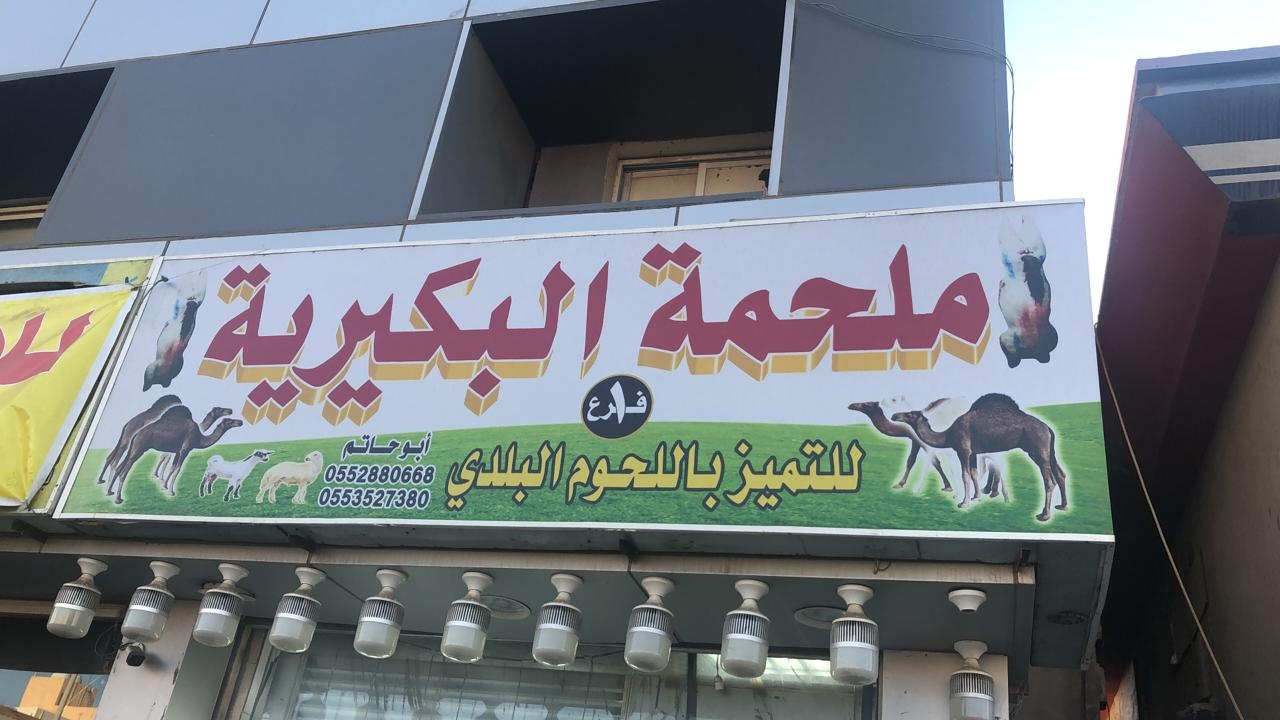 ملحمة البكيرية
فرع ١
للتميز باللحوم البلدي
أبو حاتم
0552880668
0553527380